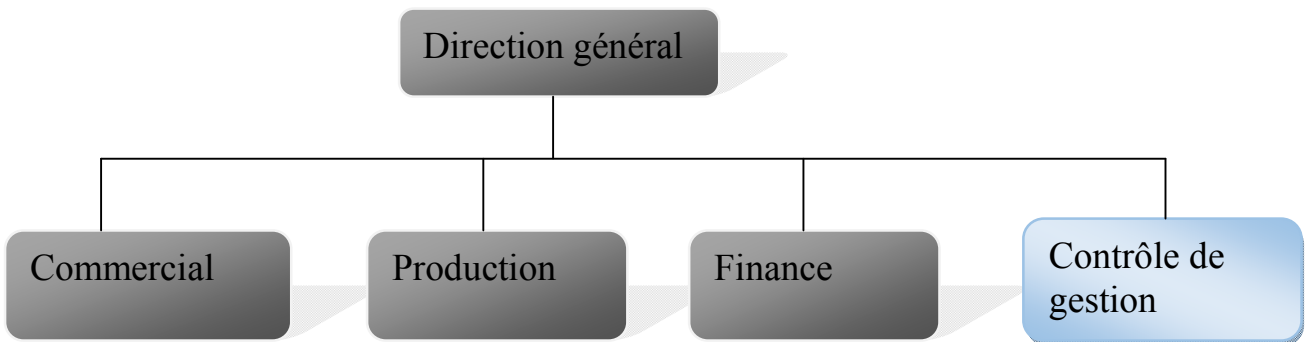 Direction général
Commercial
Production
Finance
Contrôle de
gestion